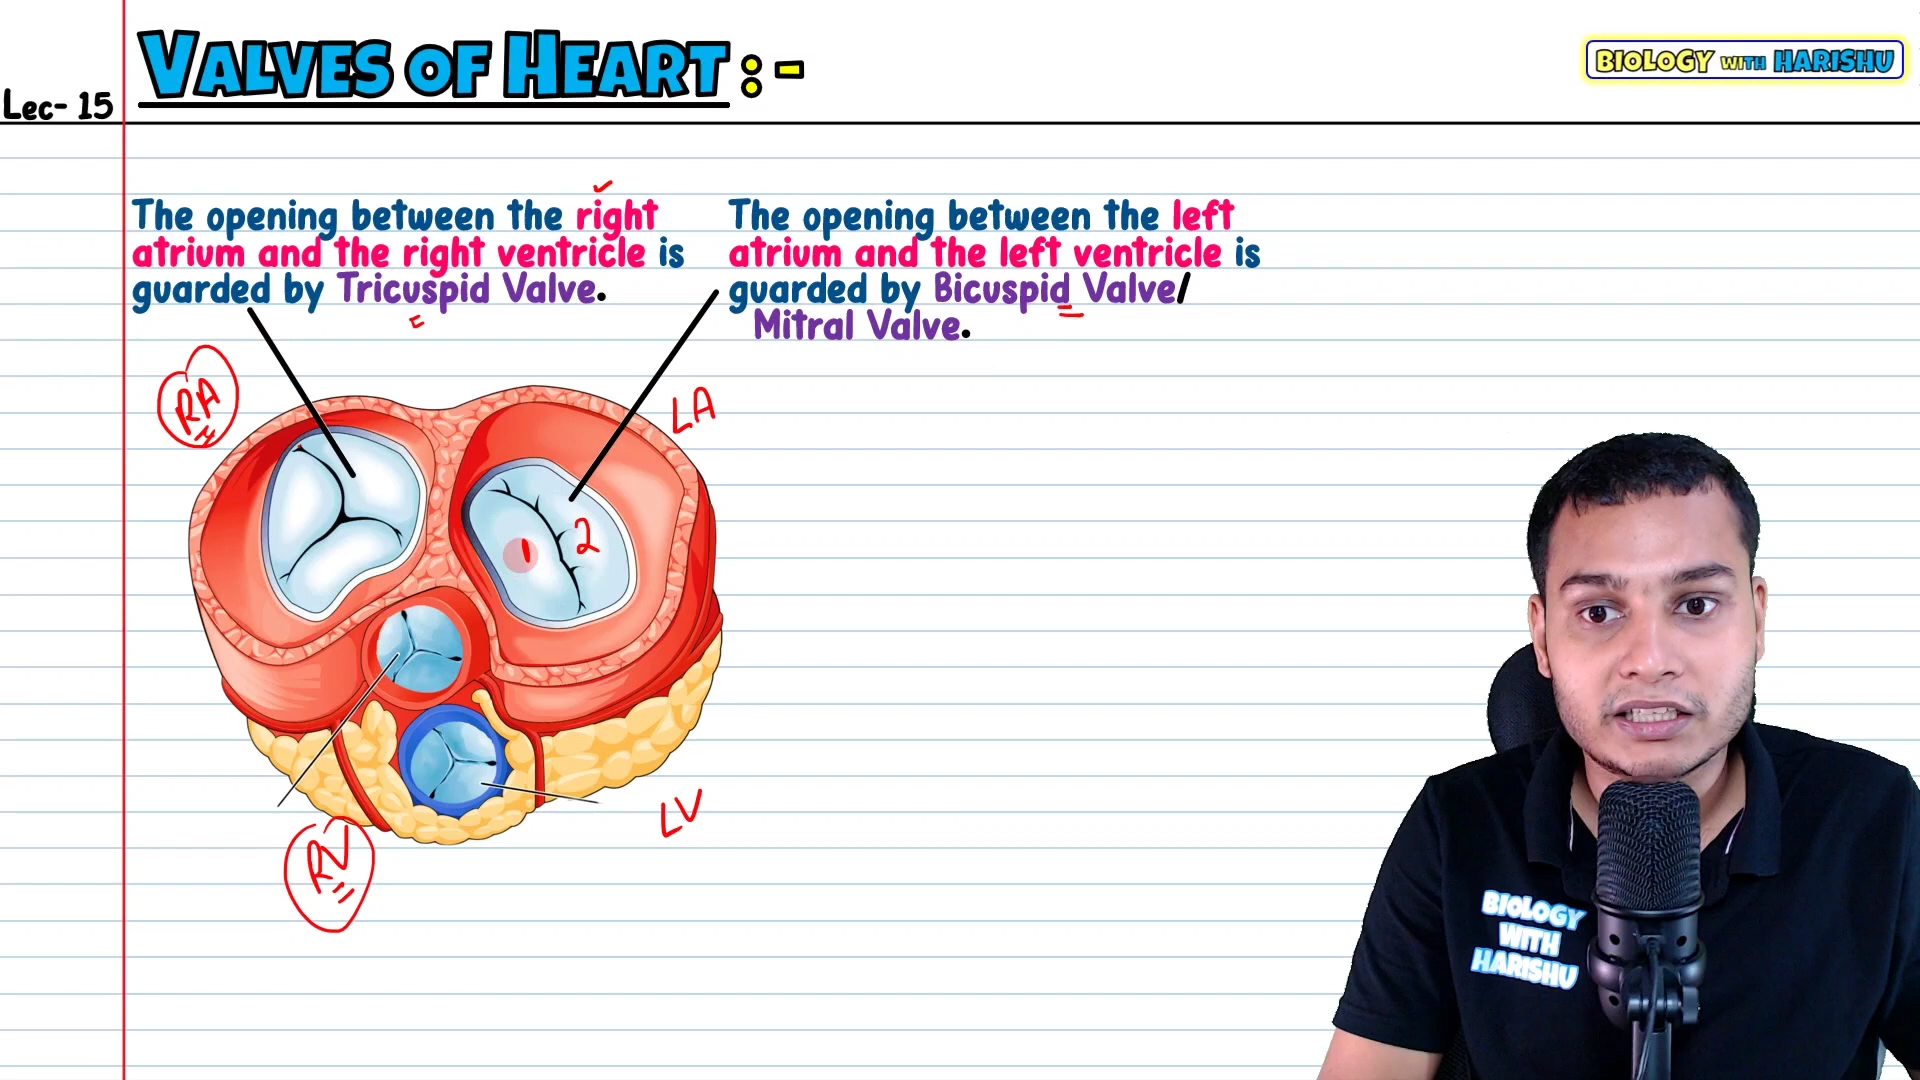 VALVES OF HEART :-
BIOLOGY WITH HARISHU
Lec- 15
The opening between the right
atrium and the right ventricle is
guarded by Tricuspid Valve.
The opening between the left
atrium and the left ventricle is
guarded by Bicuspid Valve/
Mitral Valve.
RA
LA
1
2
LV
RV
BIOLOGY
WITH
HARISHU